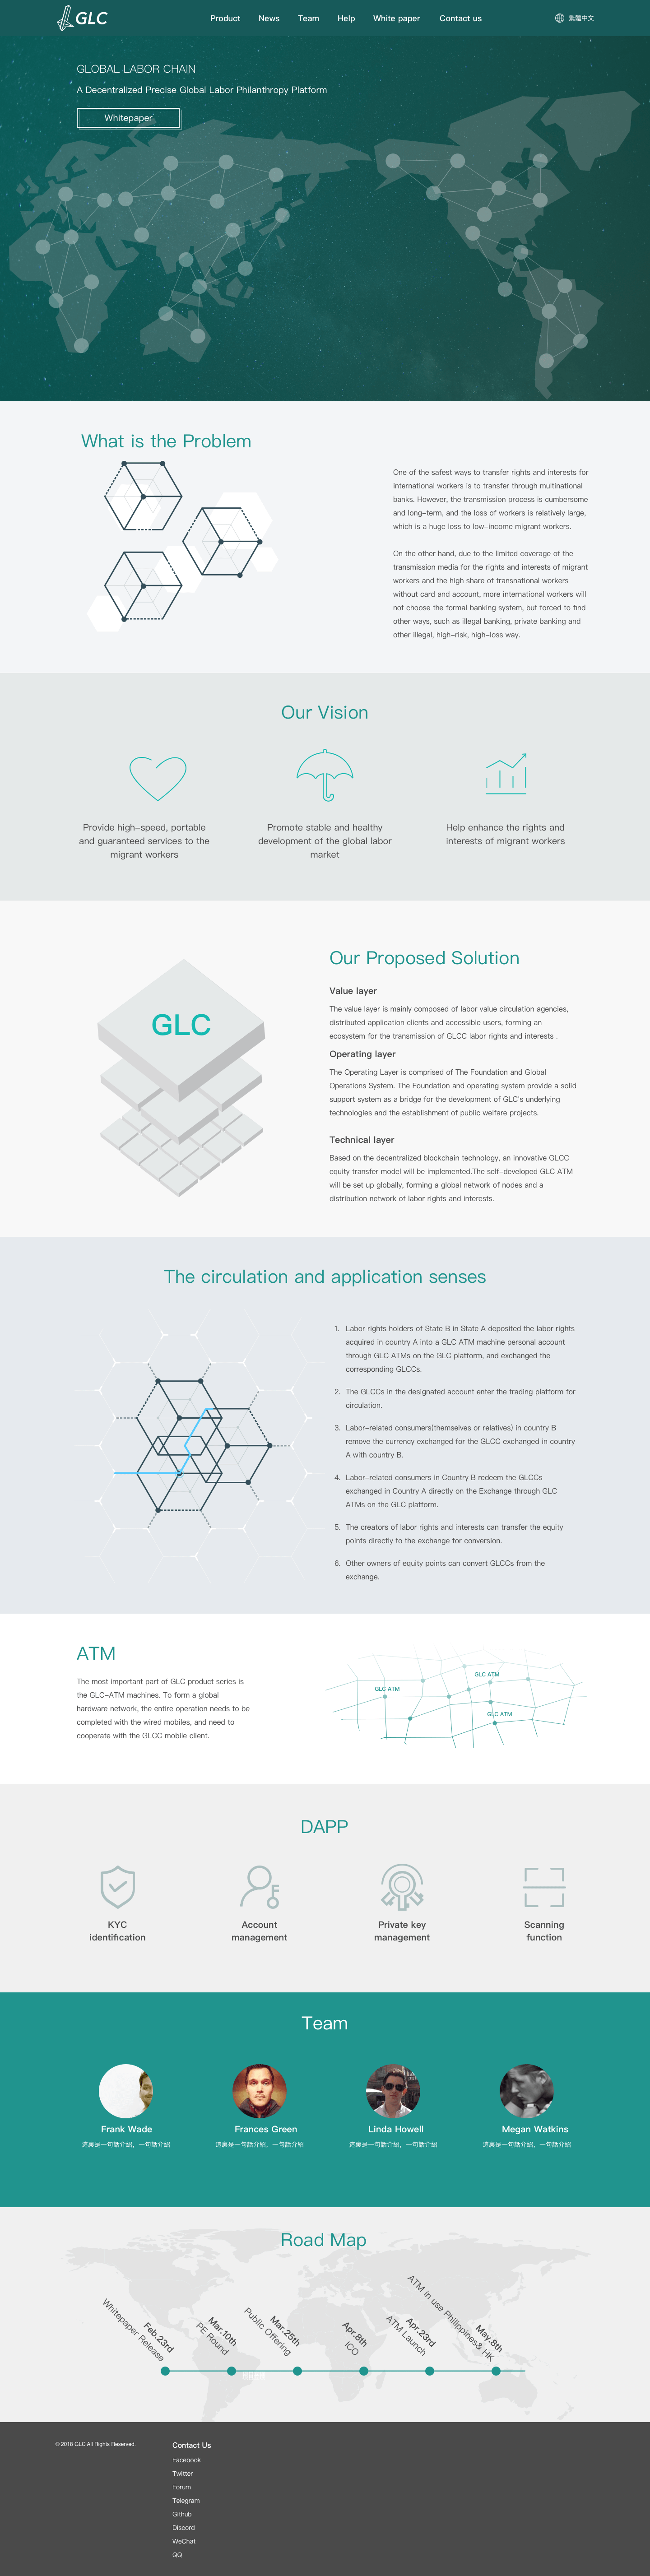 GLC
Product News Team Help White paper Contact us
繁體中文
GLOBAL LABOR CHAIN
A Decentralized Precise Global Labor Philanthropy Platform
Whitepaper
What is the Problem
One of the safest ways to transfer rights and interests for
international workers is to transfer through multinational
banks. However, the transmission process is cumbersome
and long-term, and the loss of workers is relatively large,
which is a huge loss to low-income migrant workers.
On the other hand, due to the limited coverage of the
transmission media for the rights and interests of migrant
workers and the high share of transnational workers
without card and account, more international workers will
not choose the formal banking system, but forced to find
other ways, such as illegal banking, private banking and
other illegal, high-risk, high-loss way.
Our Vision
Provide high-speed, portable
and guaranteed services to the
migrant workers
Promote stable and healthy
development of the global labor
market
Help enhance the rights and
interests of migrant workers
GLC
Our Proposed Solution
Value layer
The value layer is mainly composed of labor value circulation agencies,
distributed application clients and accessible users, forming an
ecosystem for the transmission of GLCC labor rights and interests .
Operating layer
The Operating Layer is comprised of The Foundation and Global
Operations System. The Foundation and operating system provide a solid
support system as a bridge for the development of GLC's underlying
technologies and the establishment of public welfare projects.
Technical layer
Based on the decentralized blockchain technology, an innovative GLCC
equity transfer model will be implemented.The self-developed GLC ATM
will be set up globally, forming a global network of nodes and a
distribution network of labor rights and interests.
The circulation and application senses
1. Labor rights holders of State B in State A deposited the labor rights
acquired in country A into a GLC ATM machine personal account
through GLC ATMs on the GLC platform, and exchanged the
corresponding GLCCs.
2. The GLCCs in the designated account enter the trading platform for
circulation.
3. Labor-related consumers(themselves or relatives) in country B
remove the currency exchanged for the GLCC exchanged in country
A with country B.
4. Labor-related consumers in Country B redeem the GLCCs
exchanged in Country A directly on the Exchange through GLC
ATMs on the GLC platform.
5. The creators of labor rights and interests can transfer the equity
points directly to the exchange for conversion.
6. Other owners of equity points can convert GLCCs from the
exchange.
ATM
The most important part of GLC product series is
the GLC-ATM machines. To form a global
hardware network, the entire operation needs to be
completed with the wired mobiles, and need to
cooperate with the GLCC mobile client.
GLC ATM
GLC ATM
GLC ATM
DAPP
KYC
identification
Account
management
Private key
management
Scanning
function
Team
Frank Wade
這裏是一句話介紹，一句話介紹
Frances Green
這裏是一句話介紹，一句話介紹
Linda Howell
這裏是一句話介紹，一句話介紹
Megan Watkins
這裏是一句話介紹，一句話介紹
Road Map
Feb.23rd
Whitepaper Release
Mar.10th
PE Round
Mar.25th
Public Offering
Apr.8th
ICO
Apr.23rd
ATM Launch
May.8th
ATM in use Philippines& HK
© 2018 GLC All Rights Reserved.
Contact Us
Facebook
Twitter
Forum
Telegram
Github
Discord
WeChat
QQ